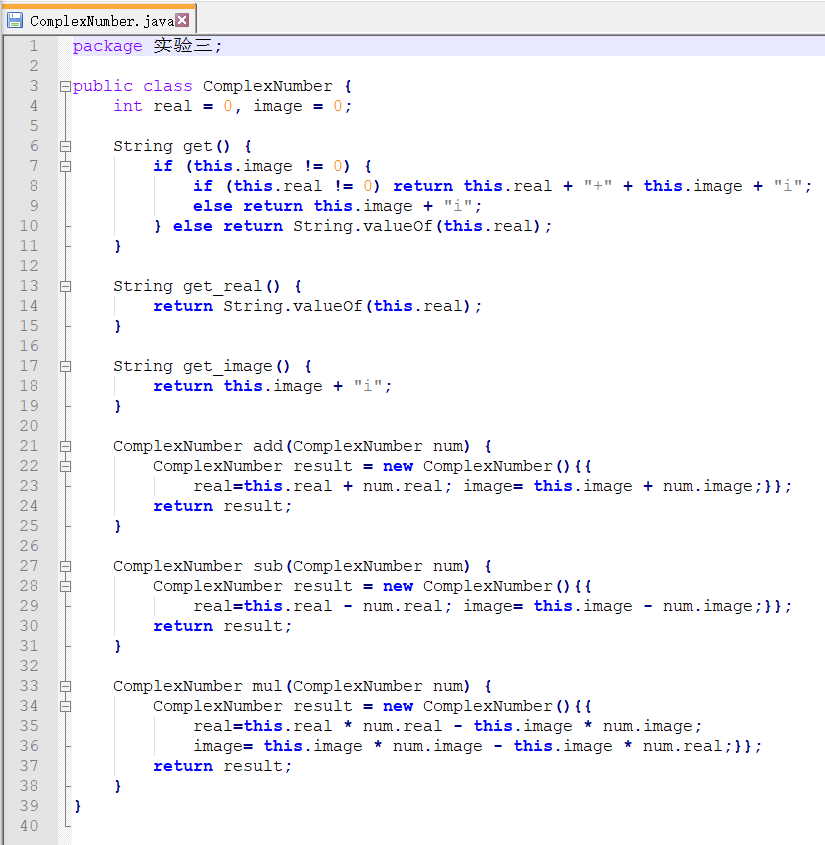 ComplexNumber.java
1 package 实验三;
2
3 public class ComplexNumber {
4     int real = 0, image = 0;
5
6     String get() {
7         if (this.image != 0) {
8             if (this.real != 0) return this.real + "+" + this.image + "i";
9             else return this.image + "i";
10         } else return String.valueOf(this.real);
11     }
12
13     String get_real() {
14         return String.valueOf(this.real);
15     }
16
17     String get_image() {
18         return this.image + "i";
19     }
20
21     ComplexNumber add(ComplexNumber num) {
22         ComplexNumber result = new ComplexNumber(){{
23             real=this.real + num.real; image= this.image + num.image;}};
24         return result;
25     }
26
27     ComplexNumber sub(ComplexNumber num) {
28         ComplexNumber result = new ComplexNumber(){{
29             real=this.real - num.real; image= this.image - num.image;}};
30         return result;
31     }
32
33     ComplexNumber mul(ComplexNumber num) {
34         ComplexNumber result = new ComplexNumber(){{
35             real=this.real * num.real - this.image * num.image;
36             image= this.image * num.image - this.image * num.real;}};
37         return result;
38     }
39 }
40